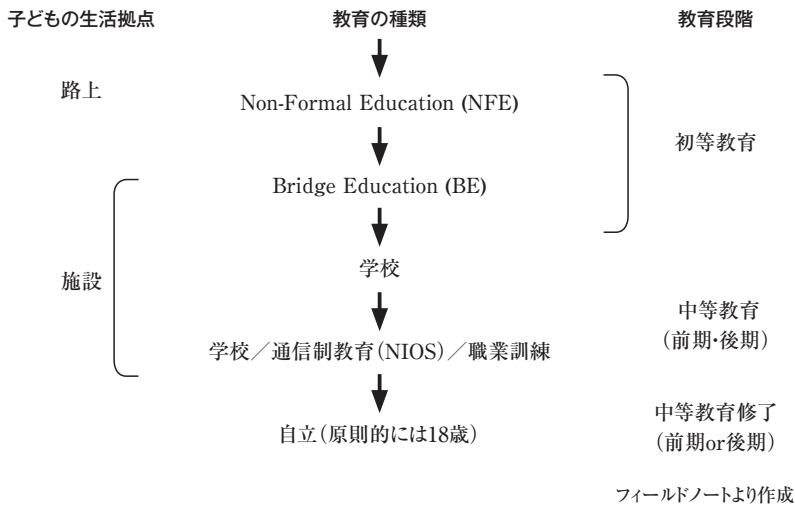 子どもの生活拠点 教育の種類 教育段階
路上
Non-Formal Education (NFE)
初等教育
Bridge Education (BE)
学校
施設
中等教育
(前期・後期)
学校／通信制教育(NIOS)／職業訓練
中等教育修了
(前期or後期)
自立(原則的には18歳)
フィールドノートより作成